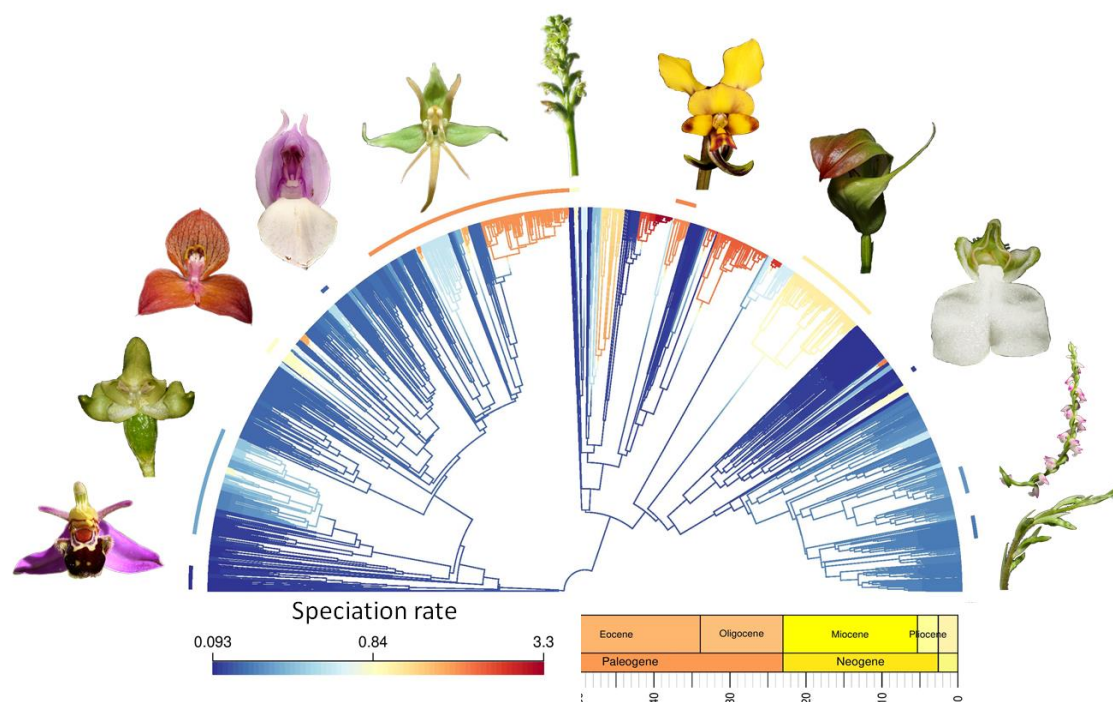 Speciation rate
0.093 0.84 3.3
Eocene Oligocene Miocene Pliocene
Paleogene Neogene
40 30 20 10 0